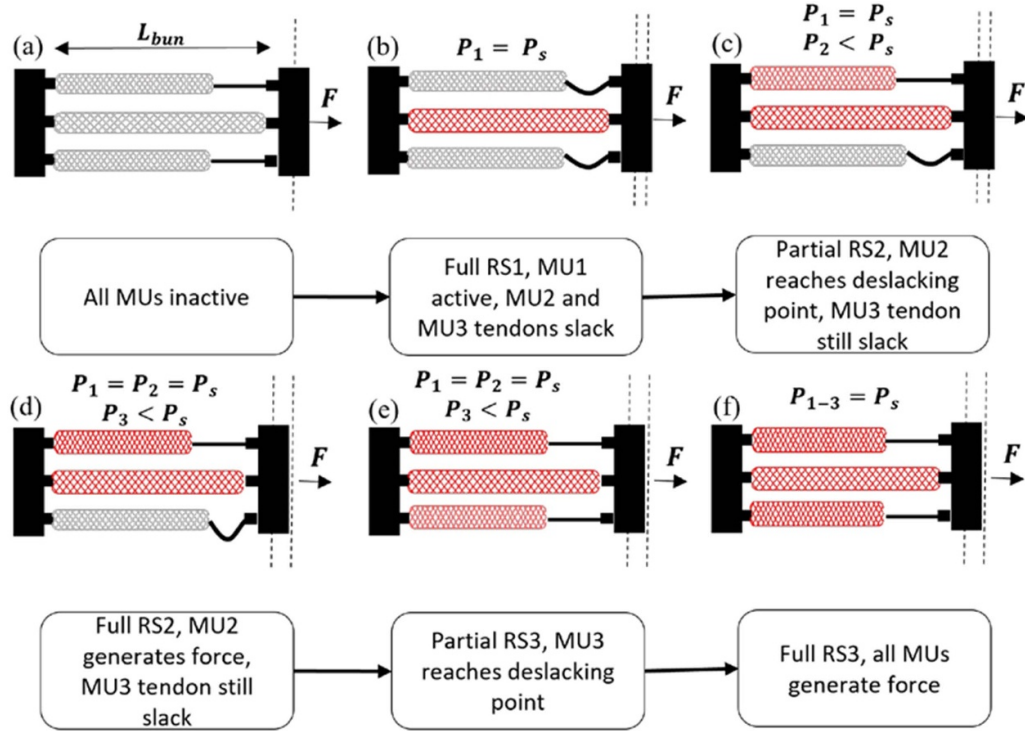 (a)
L_bun
F
(b)
P_1 = P_s
F
(c)
P_1 = P_s
P_2 < P_s
F
All MUs inactive
Full RS1, MU1
active, MU2 and
MU3 tendons slack
Partial RS2, MU2
reaches deslacking
point, MU3 tendon
still slack
(d)
P_1 = P_2 = P_s
P_3 < P_s
F
(e)
P_1 = P_2 = P_s
P_3 < P_s
F
(f)
P_1-3 = P_s
F
Full RS2, MU2
generates force,
MU3 tendon still
slack
Partial RS3, MU3
reaches deslacking
point
Full RS3, all MUs
generate force